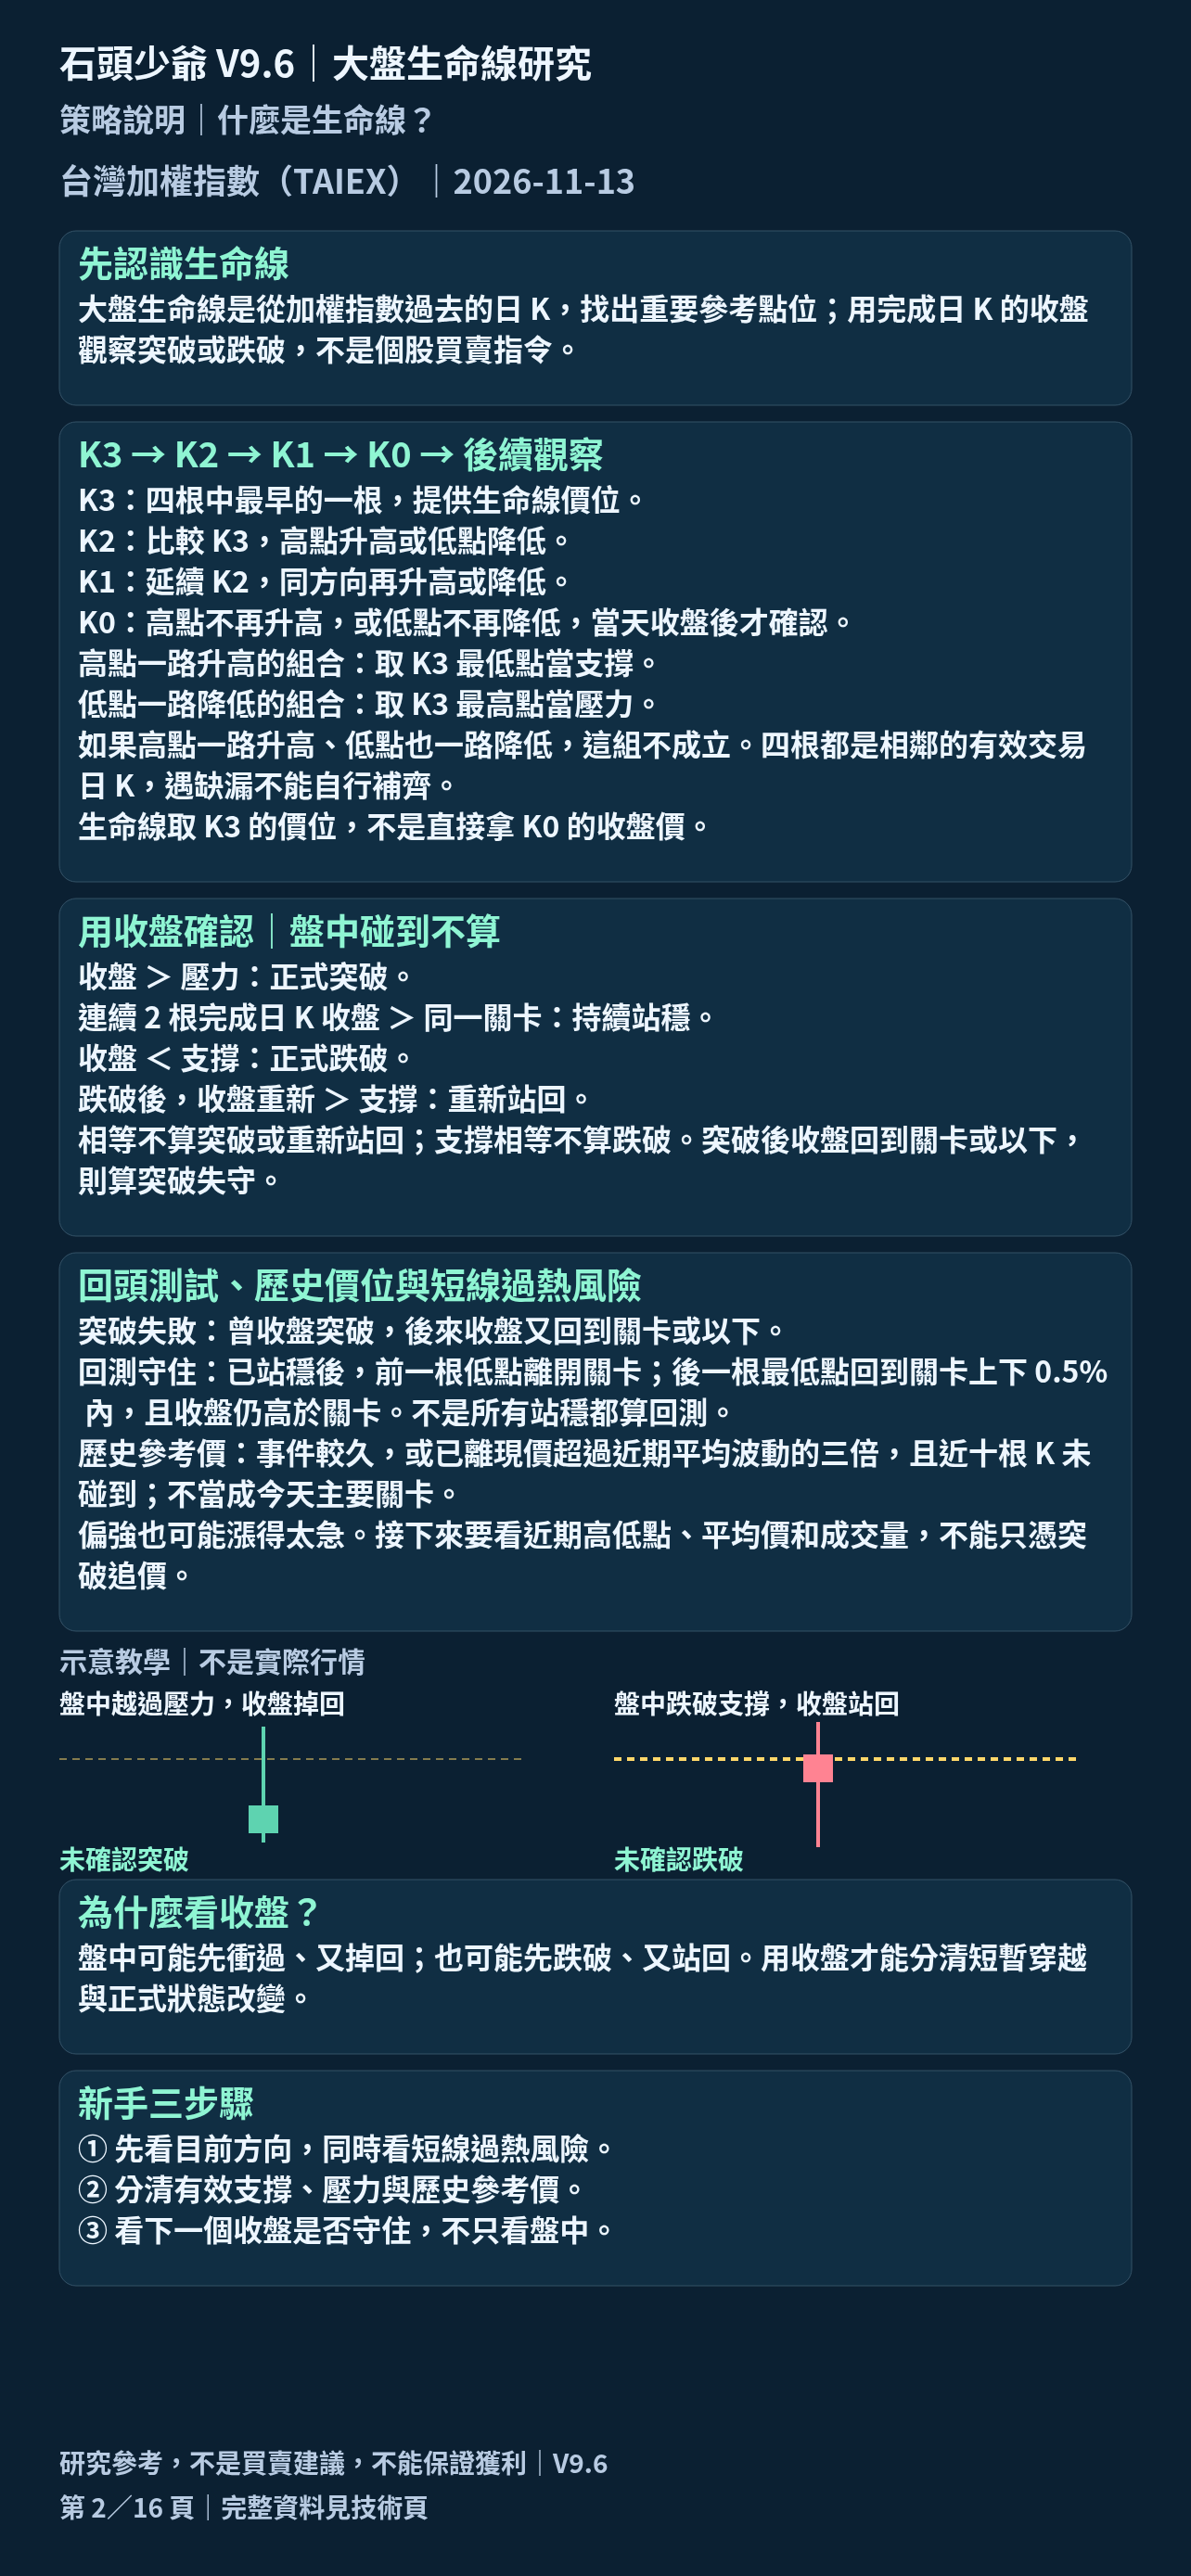 石頭少爺 V9.6｜大盤生命線研究
策略說明｜什麼是生命線？
台灣加權指數（TAIEX）｜2026-11-13
先認識生命線
大盤生命線是從加權指數過去的日 K，找出重要參考點位；用完成日 K 的收盤
觀察突破或跌破，不是個股買賣指令。
K3 → K2 → K1 → K0 → 後續觀察
K3：四根中最早的一根，提供生命線價位。
K2：比較 K3，高點升高或低點降低。
K1：延續 K2，同方向再升高或降低。
K0：高點不再升高，或低點不再降低，當天收盤後才確認。
高點一路升高的組合：取 K3 最低點當支撐。
低點一路降低的組合：取 K3 最高點當壓力。
如果高點一路升高、低點也一路降低，這組不成立。四根都是相鄰的有效交易
日 K，遇缺漏不能自行補齊。
生命線取 K3 的價位，不是直接拿 K0 的收盤價。
用收盤確認｜盤中碰到不算
收盤 ＞ 壓力：正式突破。
連續 2 根完成日 K 收盤 ＞ 同一關卡：持續站穩。
收盤 ＜ 支撐：正式跌破。
跌破後，收盤重新 ＞ 支撐：重新站回。
相等不算突破或重新站回；支撐相等不算跌破。突破後收盤回到關卡或以下，
則算突破失守。
回頭測試、歷史價位與短線過熱風險
突破失敗：曾收盤突破，後來收盤又回到關卡或以下。
回測守住：已站穩後，前一根低點離開關卡；後一根最低點回到關卡上下 0.5%
內，且收盤仍高於關卡。不是所有站穩都算回測。
歷史參考價：事件較久，或已離現價超過近期平均波動的三倍，且近十根 K 未
碰到；不當成今天主要關卡。
偏強也可能漲得太急。接下來要看近期高低點、平均價和成交量，不能只憑突
破追價。
示意教學｜不是實際行情
盤中越過壓力，收盤掉回
盤中跌破支撐，收盤站回
未確認突破
未確認跌破
為什麼看收盤？
盤中可能先衝過、又掉回；也可能先跌破、又站回。用收盤才能分清短暫穿越
與正式狀態改變。
新手三步驟
① 先看目前方向，同時看短線過熱風險。
② 分清有效支撐、壓力與歷史參考價。
③ 看下一個收盤是否守住，不只看盤中。
研究參考，不是買賣建議，不能保證獲利｜V9.6
第 2／16 頁｜完整資料見技術頁